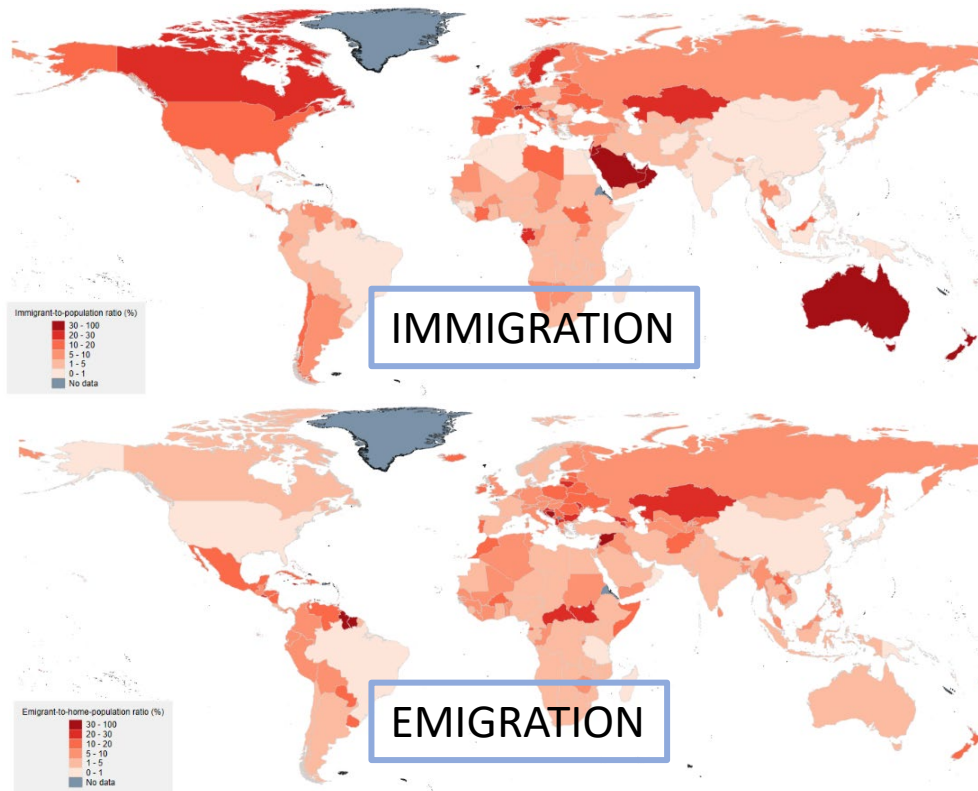 Immigrant-to-population ratio (%)
30 - 100
20 - 30
10 - 20
5 - 10
1 - 5
0 - 1
No data
IMMIGRATION
Emigrant-to-home-population ratio (%)
30 - 100
20 - 30
10 - 20
5 - 10
1 - 5
0 - 1
No data
EMIGRATION